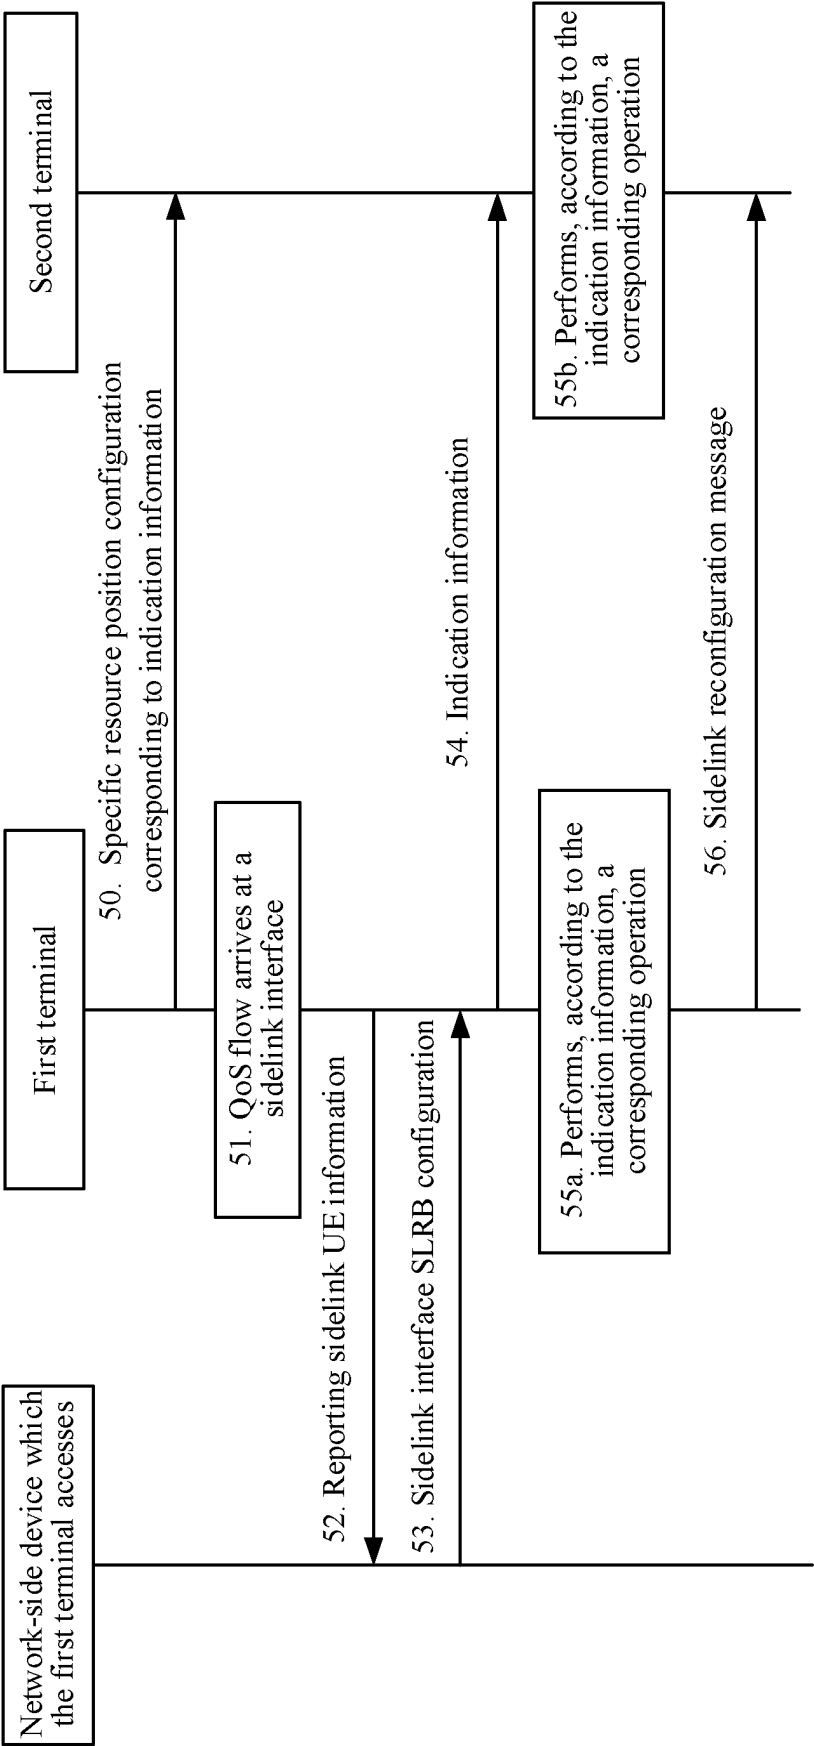 Network-side device which
the first terminal accesses
First terminal
Second terminal
50. Specific resource position configuration
corresponding to indication information
51. QoS flow arrives at a
sidelink interface
52. Reporting sidelink UE information
53. Sidelink interface SLRB configuration
54. Indication information
55a. Performs, according to the
indication information, a
corresponding operation
55b. Performs, according to the
indication information, a
corresponding operation
56. Sidelink reconfiguration message